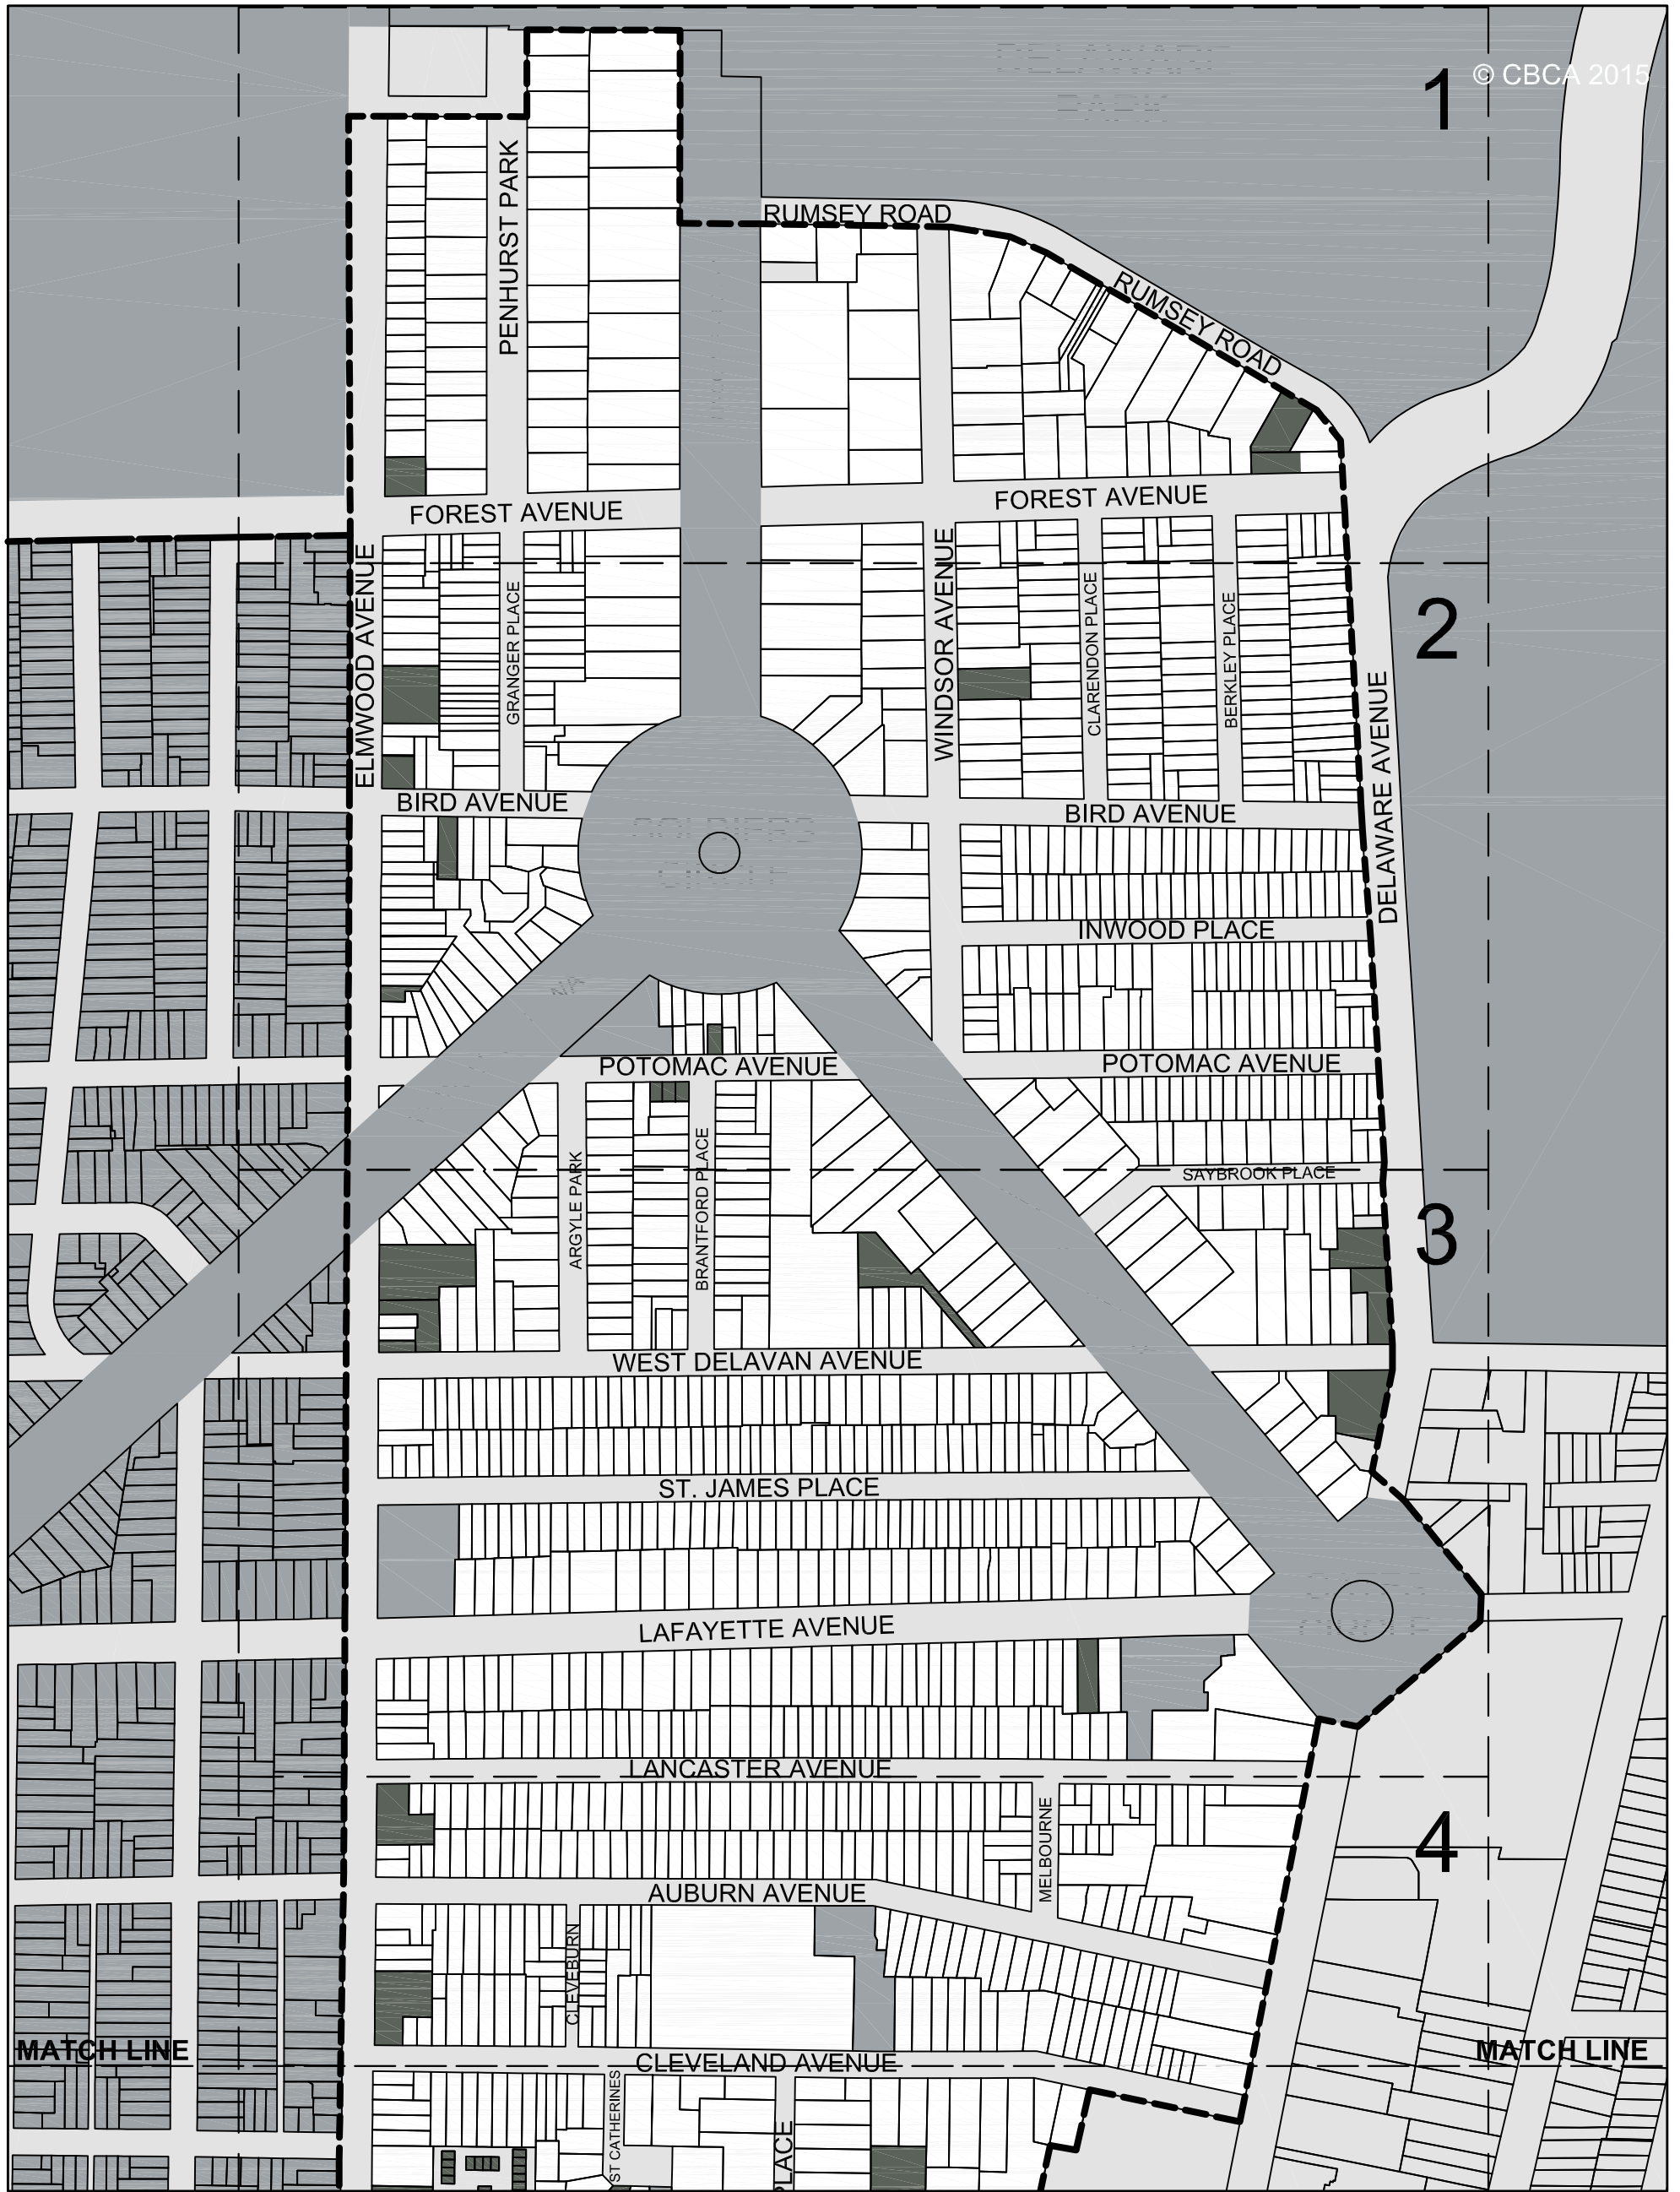 © CBCA 2015
1
PENHURST PARK
RUMSEY ROAD
RUMSEY ROAD
FOREST AVENUE
FOREST AVENUE
ELMWOOD AVENUE
GRANGER PLACE
WINDSOR AVENUE
CLARENDON PLACE
BERKLEY PLACE
2
DELAWARE AVENUE
BIRD AVENUE
BIRD AVENUE
INWOOD PLACE
POTOMAC AVENUE
POTOMAC AVENUE
ARGYLE PARK
BRANTFORD PLACE
SAYBROOK PLACE
3
WEST DELAVAN AVENUE
ST. JAMES PLACE
LAFAYETTE AVENUE
LANCASTER AVENUE
MELBOURNE
4
AUBURN AVENUE
CLEVEBURN
MATCH LINE
MATCH LINE
CLEVELAND AVENUE
ST CATHERINES
PLACE